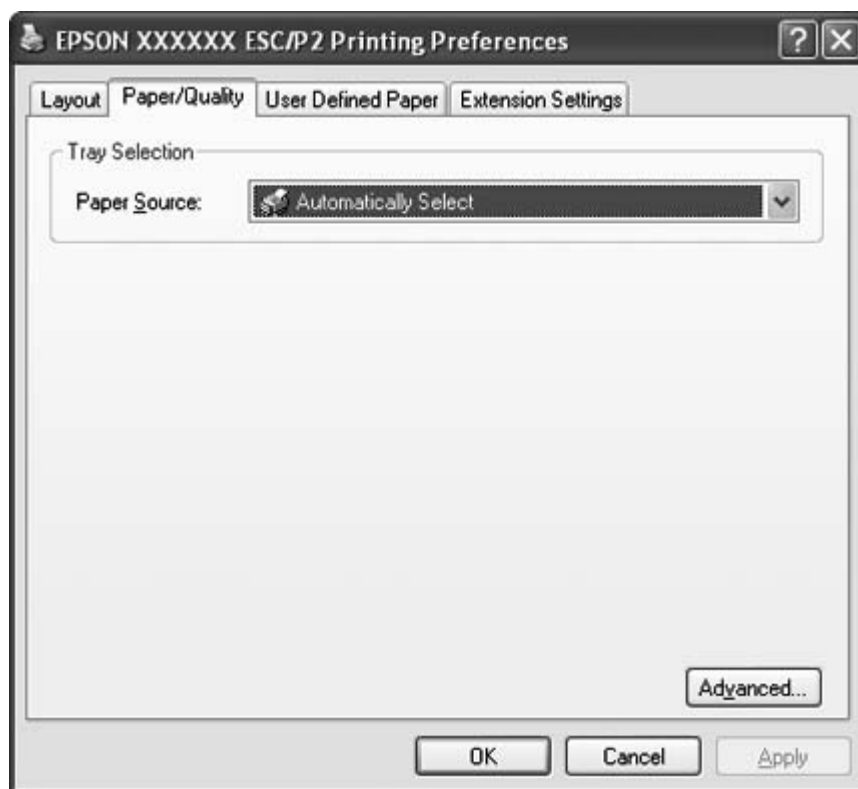 EPSON XXXXXX ESC/P2 Printing Preferences
Layout Paper/Quality User Defined Paper Extension Settings
Tray Selection
Paper Source: Automatically Select
Advanced...
OK Cancel Apply